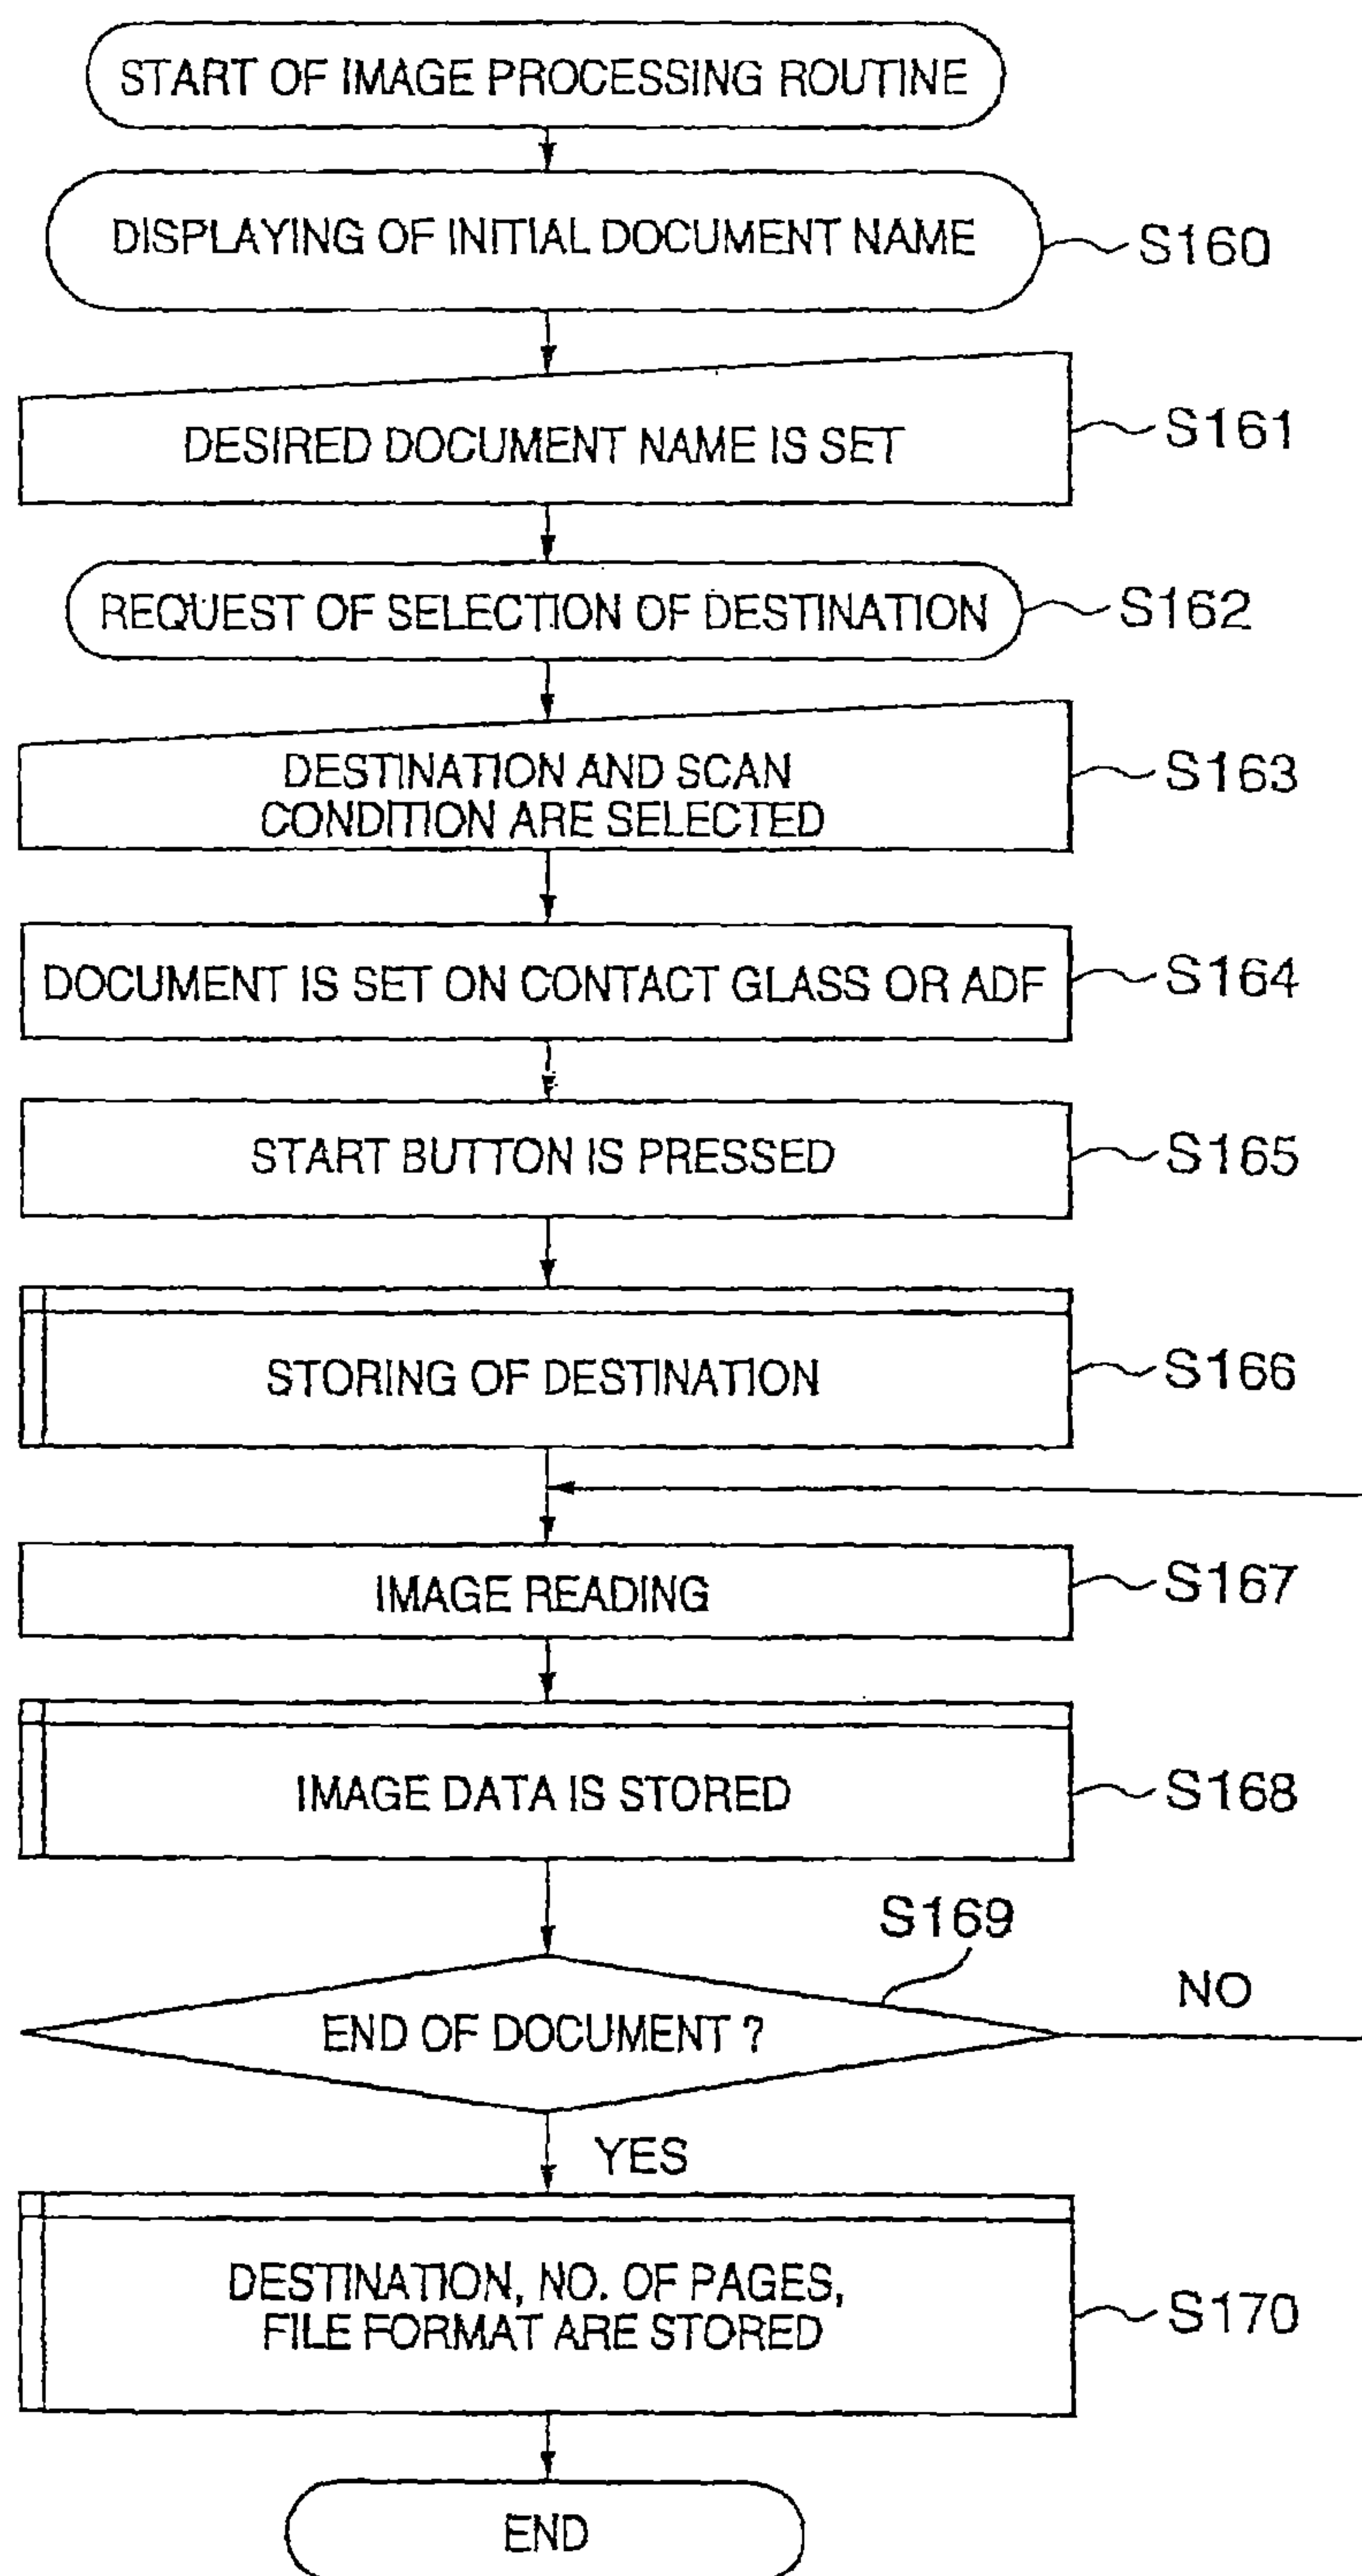 START OF IMAGE PROCESSING ROUTINE
DISPLAYING OF INITIAL DOCUMENT NAME
S160
DESIRED DOCUMENT NAME IS SET
S161
REQUEST OF SELECTION OF DESTINATION
S162
DESTINATION AND SCAN
CONDITION ARE SELECTED
S163
DOCUMENT IS SET ON CONTACT GLASS OR ADF
S164
START BUTTON IS PRESSED
S165
STORING OF DESTINATION
S166
IMAGE READING
S167
IMAGE DATA IS STORED
S168
S169
END OF DOCUMENT ?
NO
YES
DESTINATION, NO. OF PAGES,
FILE FORMAT ARE STORED
S170
END